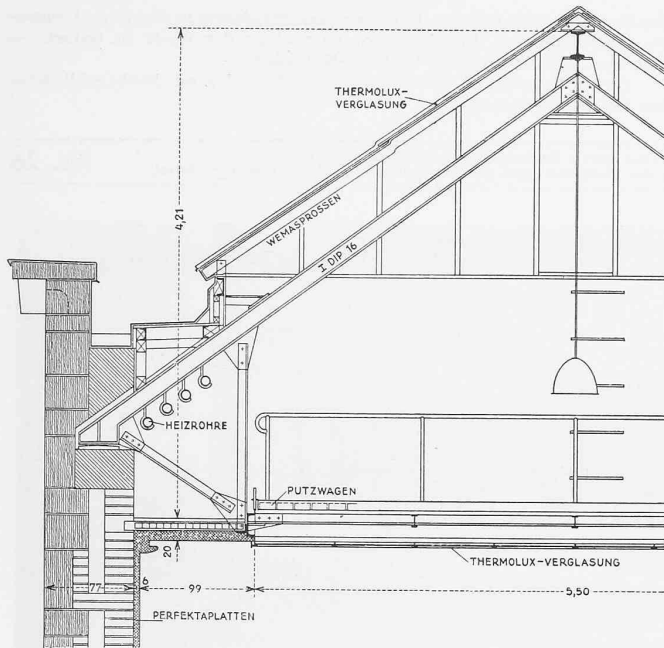 THERMOLUX-
VERGLASUNG
4,21
WEMASPROSSEN
I DIP 16
HEIZROHRE
PUTZWAGEN
THERMOLUX-VERGLASUNG
20
77
6
99
5,50
PERFEKTAPLATTEN